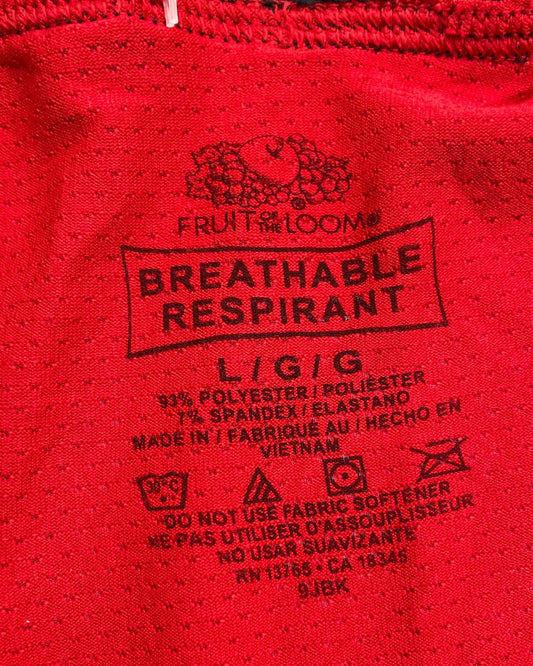 FRUIT OF THE LOOM®
BREATHABLE
RESPIRANT
L / G / G
93% POLYESTER / POLIÉSTER
7% SPANDEX / ELASTANO
MADE IN / FABRIQUÉ AU / HECHO EN
VIETNAM
30°C
DO NOT USE FABRIC SOFTENER
NE PAS UTILISER D'ASSOUPLISSEUR
NO USAR SUAVIZANTE
RN 13765 • CA 18345
9JBK